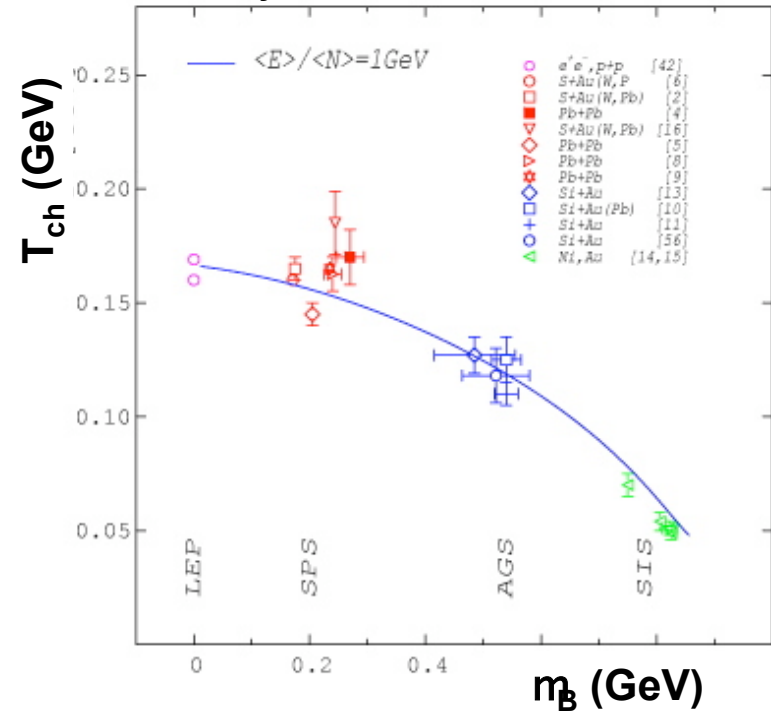 <E>/<N>=1GeV
e⁺e⁻,p+p [42]
S+Au(W,P [6]
S+Au(W,Pb) [2]
Pb+Pb [4]
S+Au(W,Pb) [16]
Pb+Pb [5]
Pb+Pb [8]
Pb+Pb [9]
Si+Au [13]
Si+Au(Pb) [10]
Si+Au [11]
Si+Au [56]
Ni,Au [14,15]
T_ch (GeV)
0.25
0.20
0.15
0.10
0.05
LEP
SPS
AGS
SIS
0
0.2
0.4
m_B (GeV)